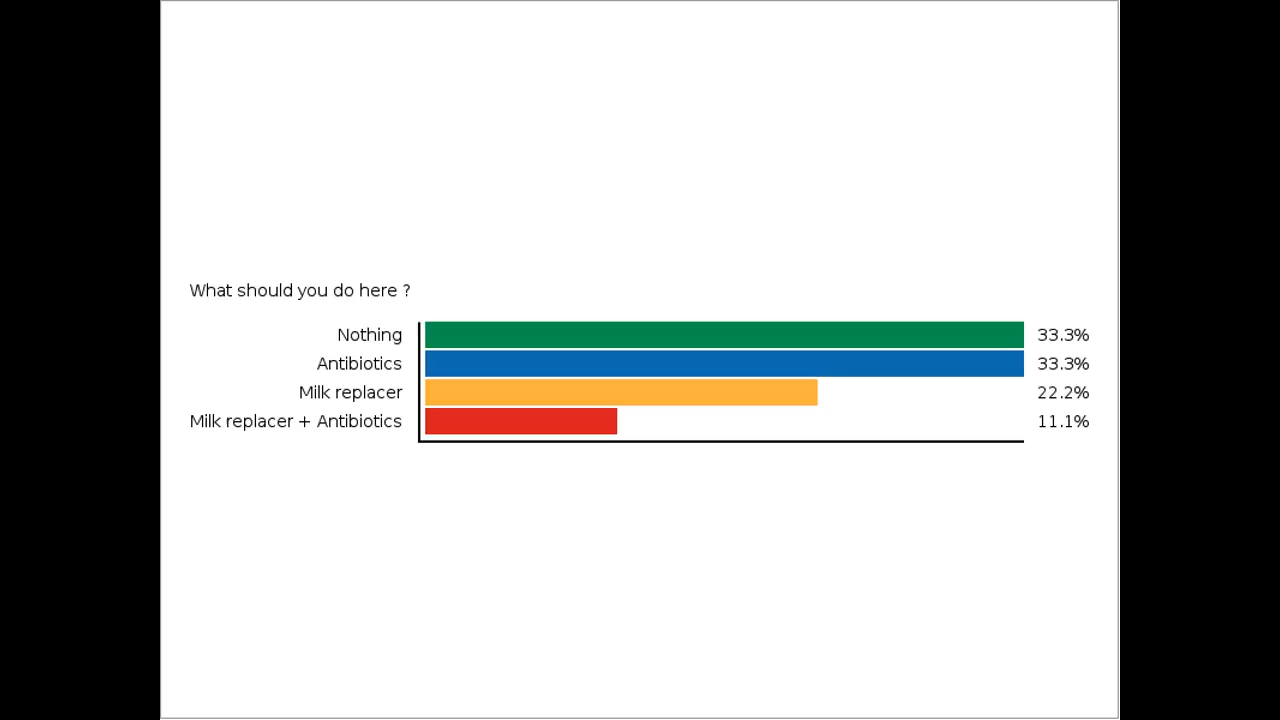 What should you do here ?
Nothing 33.3%
Antibiotics 33.3%
Milk replacer 22.2%
Milk replacer + Antibiotics 11.1%